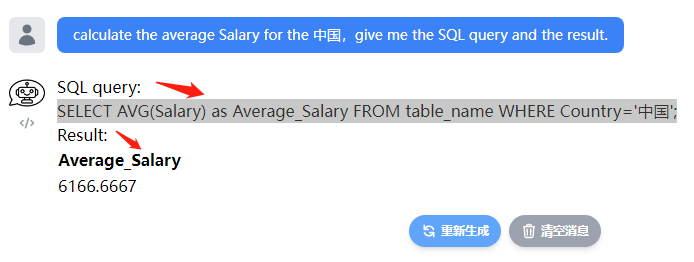 calculate the average Salary for the 中国，give me the SQL query and the result.
SQL query:
SELECT AVG(Salary) as Average_Salary FROM table_name WHERE Country='中国';
Result:
Average_Salary
6166.6667
重新生成 清空消息